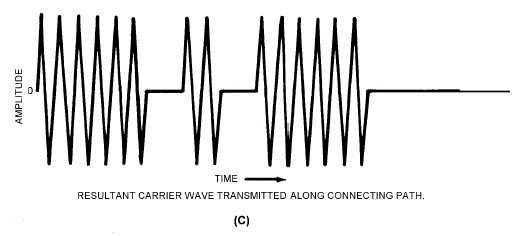 AMPLITUDE
0
TIME
RESULTANT CARRIER WAVE TRANSMITTED ALONG CONNECTING PATH.
(C)